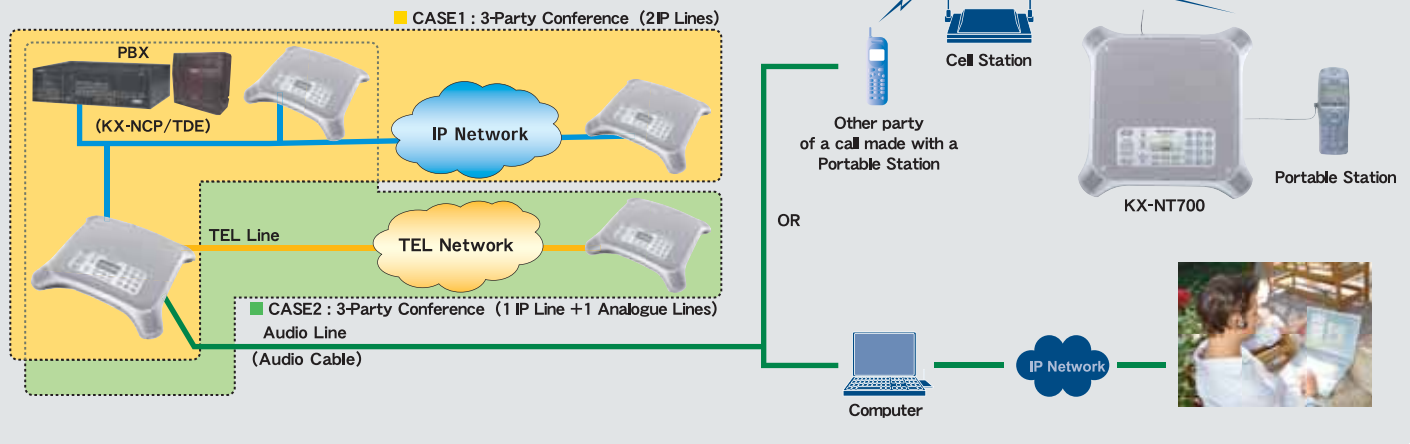 CASE1 : 3-Party Conference (2IP Lines)
PBX
(KX-NCP/TDE)
IP Network
TEL Line
TEL Network
CASE2 : 3-Party Conference (1 IP Line +1 Analogue Lines)
Audio Line
(Audio Cable)
OR
Cell Station
Other party
of a call made with a
Portable Station
KX-NT700
Portable Station
Computer
IP Network